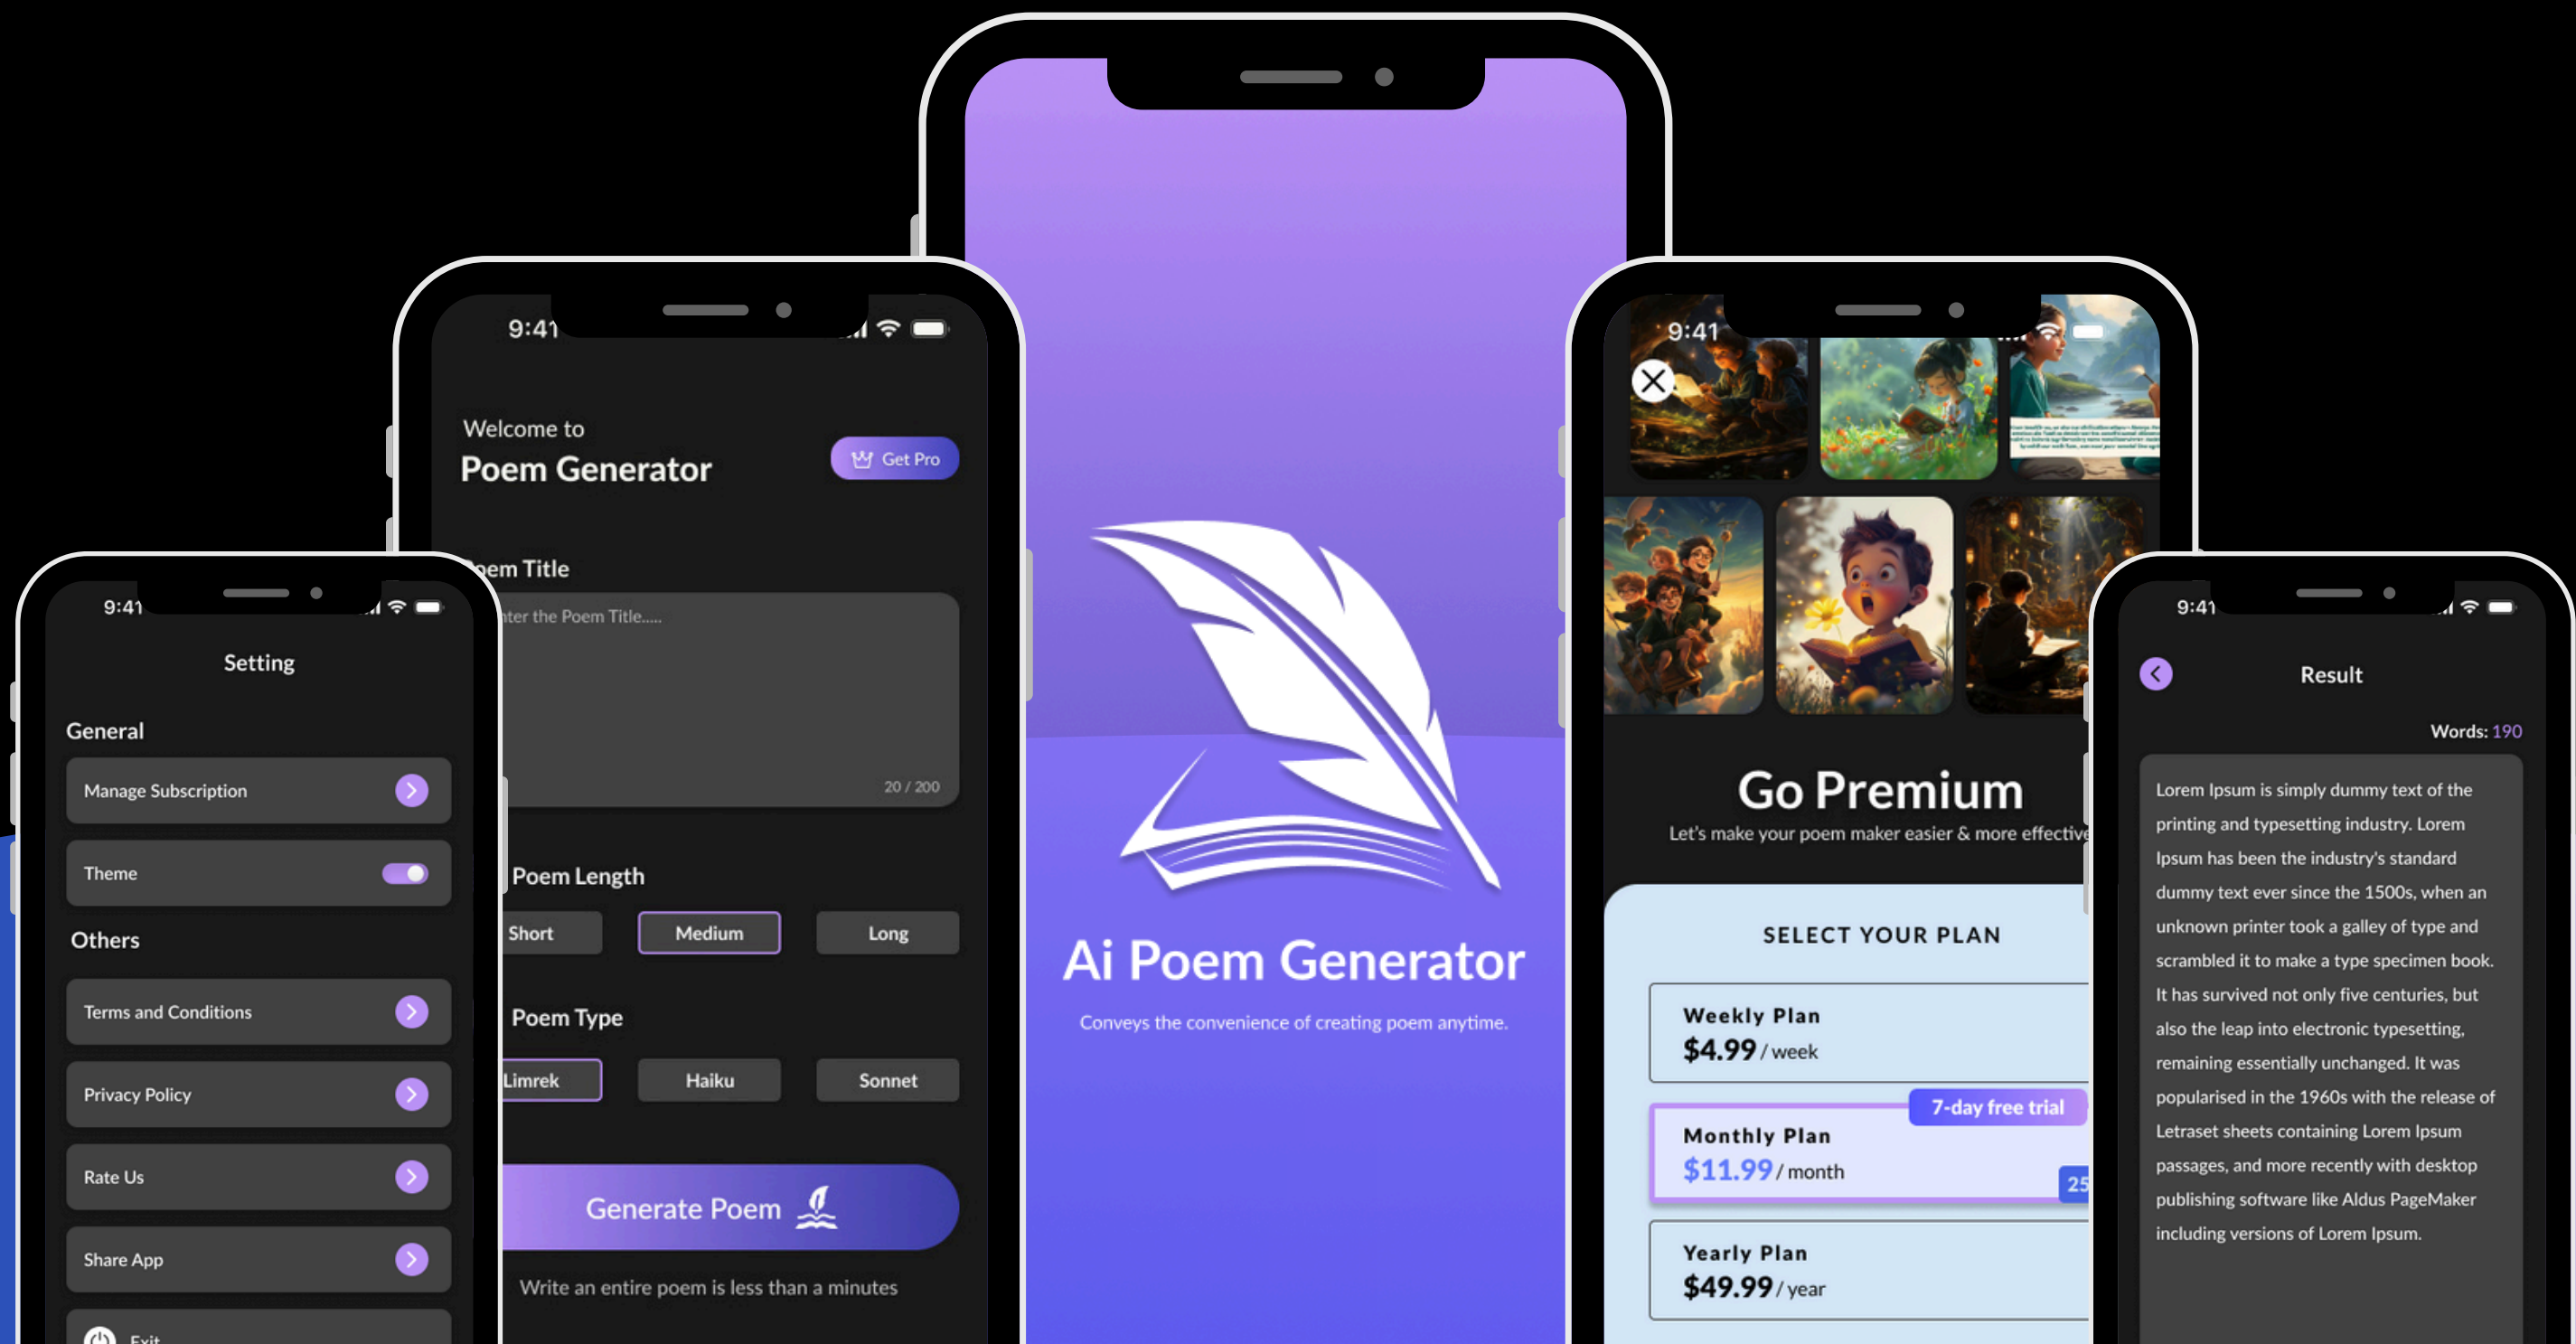 9:41
Setting
General
Manage Subscription
Theme
Others
Terms and Conditions
Privacy Policy
Rate Us
Share App
Exit
9:41
Welcome to
Poem Generator
Get Pro
Poem Title
nter the Poem Title.....
20 / 200
Poem Length
Short
Medium
Long
Poem Type
Limrek
Haiku
Sonnet
Generate Poem
Write an entire poem is less than a minutes
Ai Poem Generator
Conveys the convenience of creating poem anytime.
9:41
Go Premium
Let's make your poem maker easier & more effective
SELECT YOUR PLAN
Weekly Plan
$4.99 / week
7-day free trial
Monthly Plan
$11.99 / month
25
Yearly Plan
$49.99 / year
9:41
Result
Words: 190
Lorem Ipsum is simply dummy text of the
printing and typesetting industry. Lorem
Ipsum has been the industry's standard
dummy text ever since the 1500s, when an
unknown printer took a galley of type and
scrambled it to make a type specimen book.
It has survived not only five centuries, but
also the leap into electronic typesetting,
remaining essentially unchanged. It was
popularised in the 1960s with the release of
Letraset sheets containing Lorem Ipsum
passages, and more recently with desktop
publishing software like Aldus PageMaker
including versions of Lorem Ipsum.